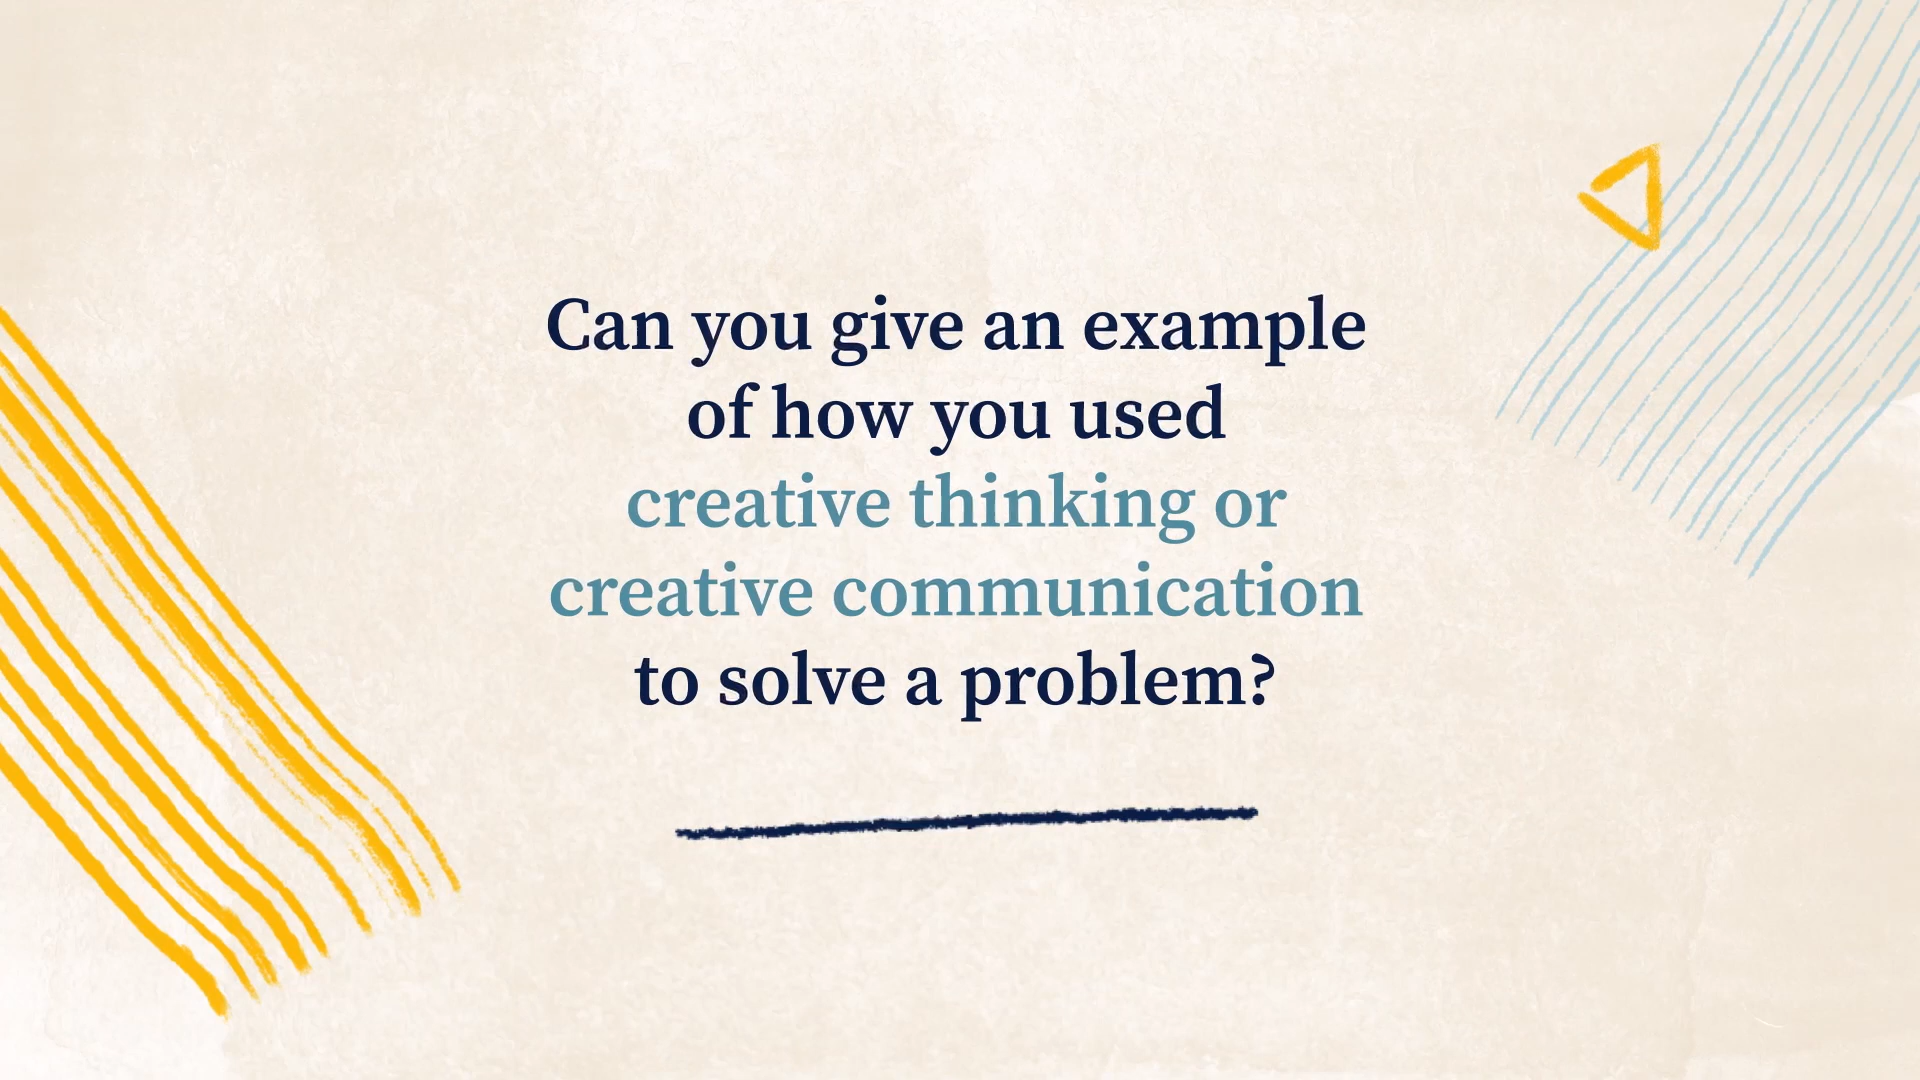 Can you give an example
of how you used
creative thinking or
creative communication
to solve a problem?